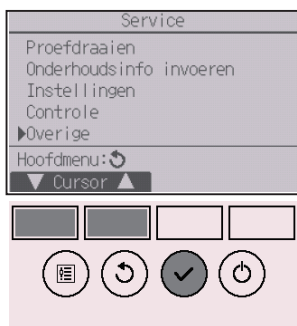 Service
Proefdraaien
Onderhoudsinfo invoeren
Instellingen
Controle
▶Overige
Hoofdmenu:↺
▼ Cursor ▲